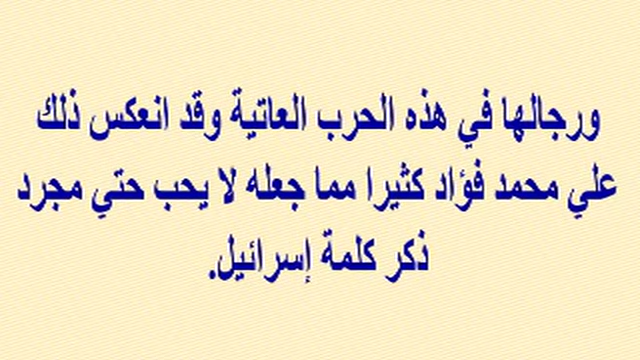 ورجالها في هذه الحرب العاتية وقد انعكس ذلك
علي محمد فؤاد كثيرا مما جعله لا يحب حتي مجرد
ذكر كلمة إسرائيل.